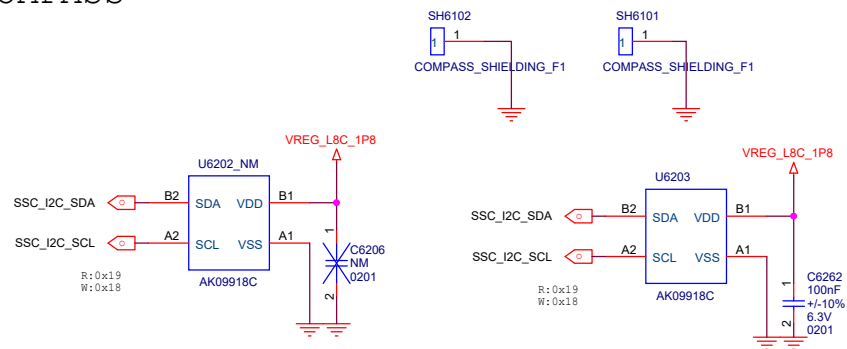 SH6102
1 1
COMPASS_SHIELDING_F1
SH6101
1 1
COMPASS_SHIELDING_F1
VREG_L8C_1P8
U6202_NM
SSC_I2C_SDA B2 SDA VDD B1
SSC_I2C_SCL A2 SCL VSS A1
R:0x19
W:0x18
AK09918C
1
C6206
NM
0201
2
VREG_L8C_1P8
U6203
SSC_I2C_SDA B2 SDA VDD B1
SSC_I2C_SCL A2 SCL VSS A1
R:0x19
W:0x18
AK09918C
1
C6262
100nF
+/-10%
6.3V
0201
2